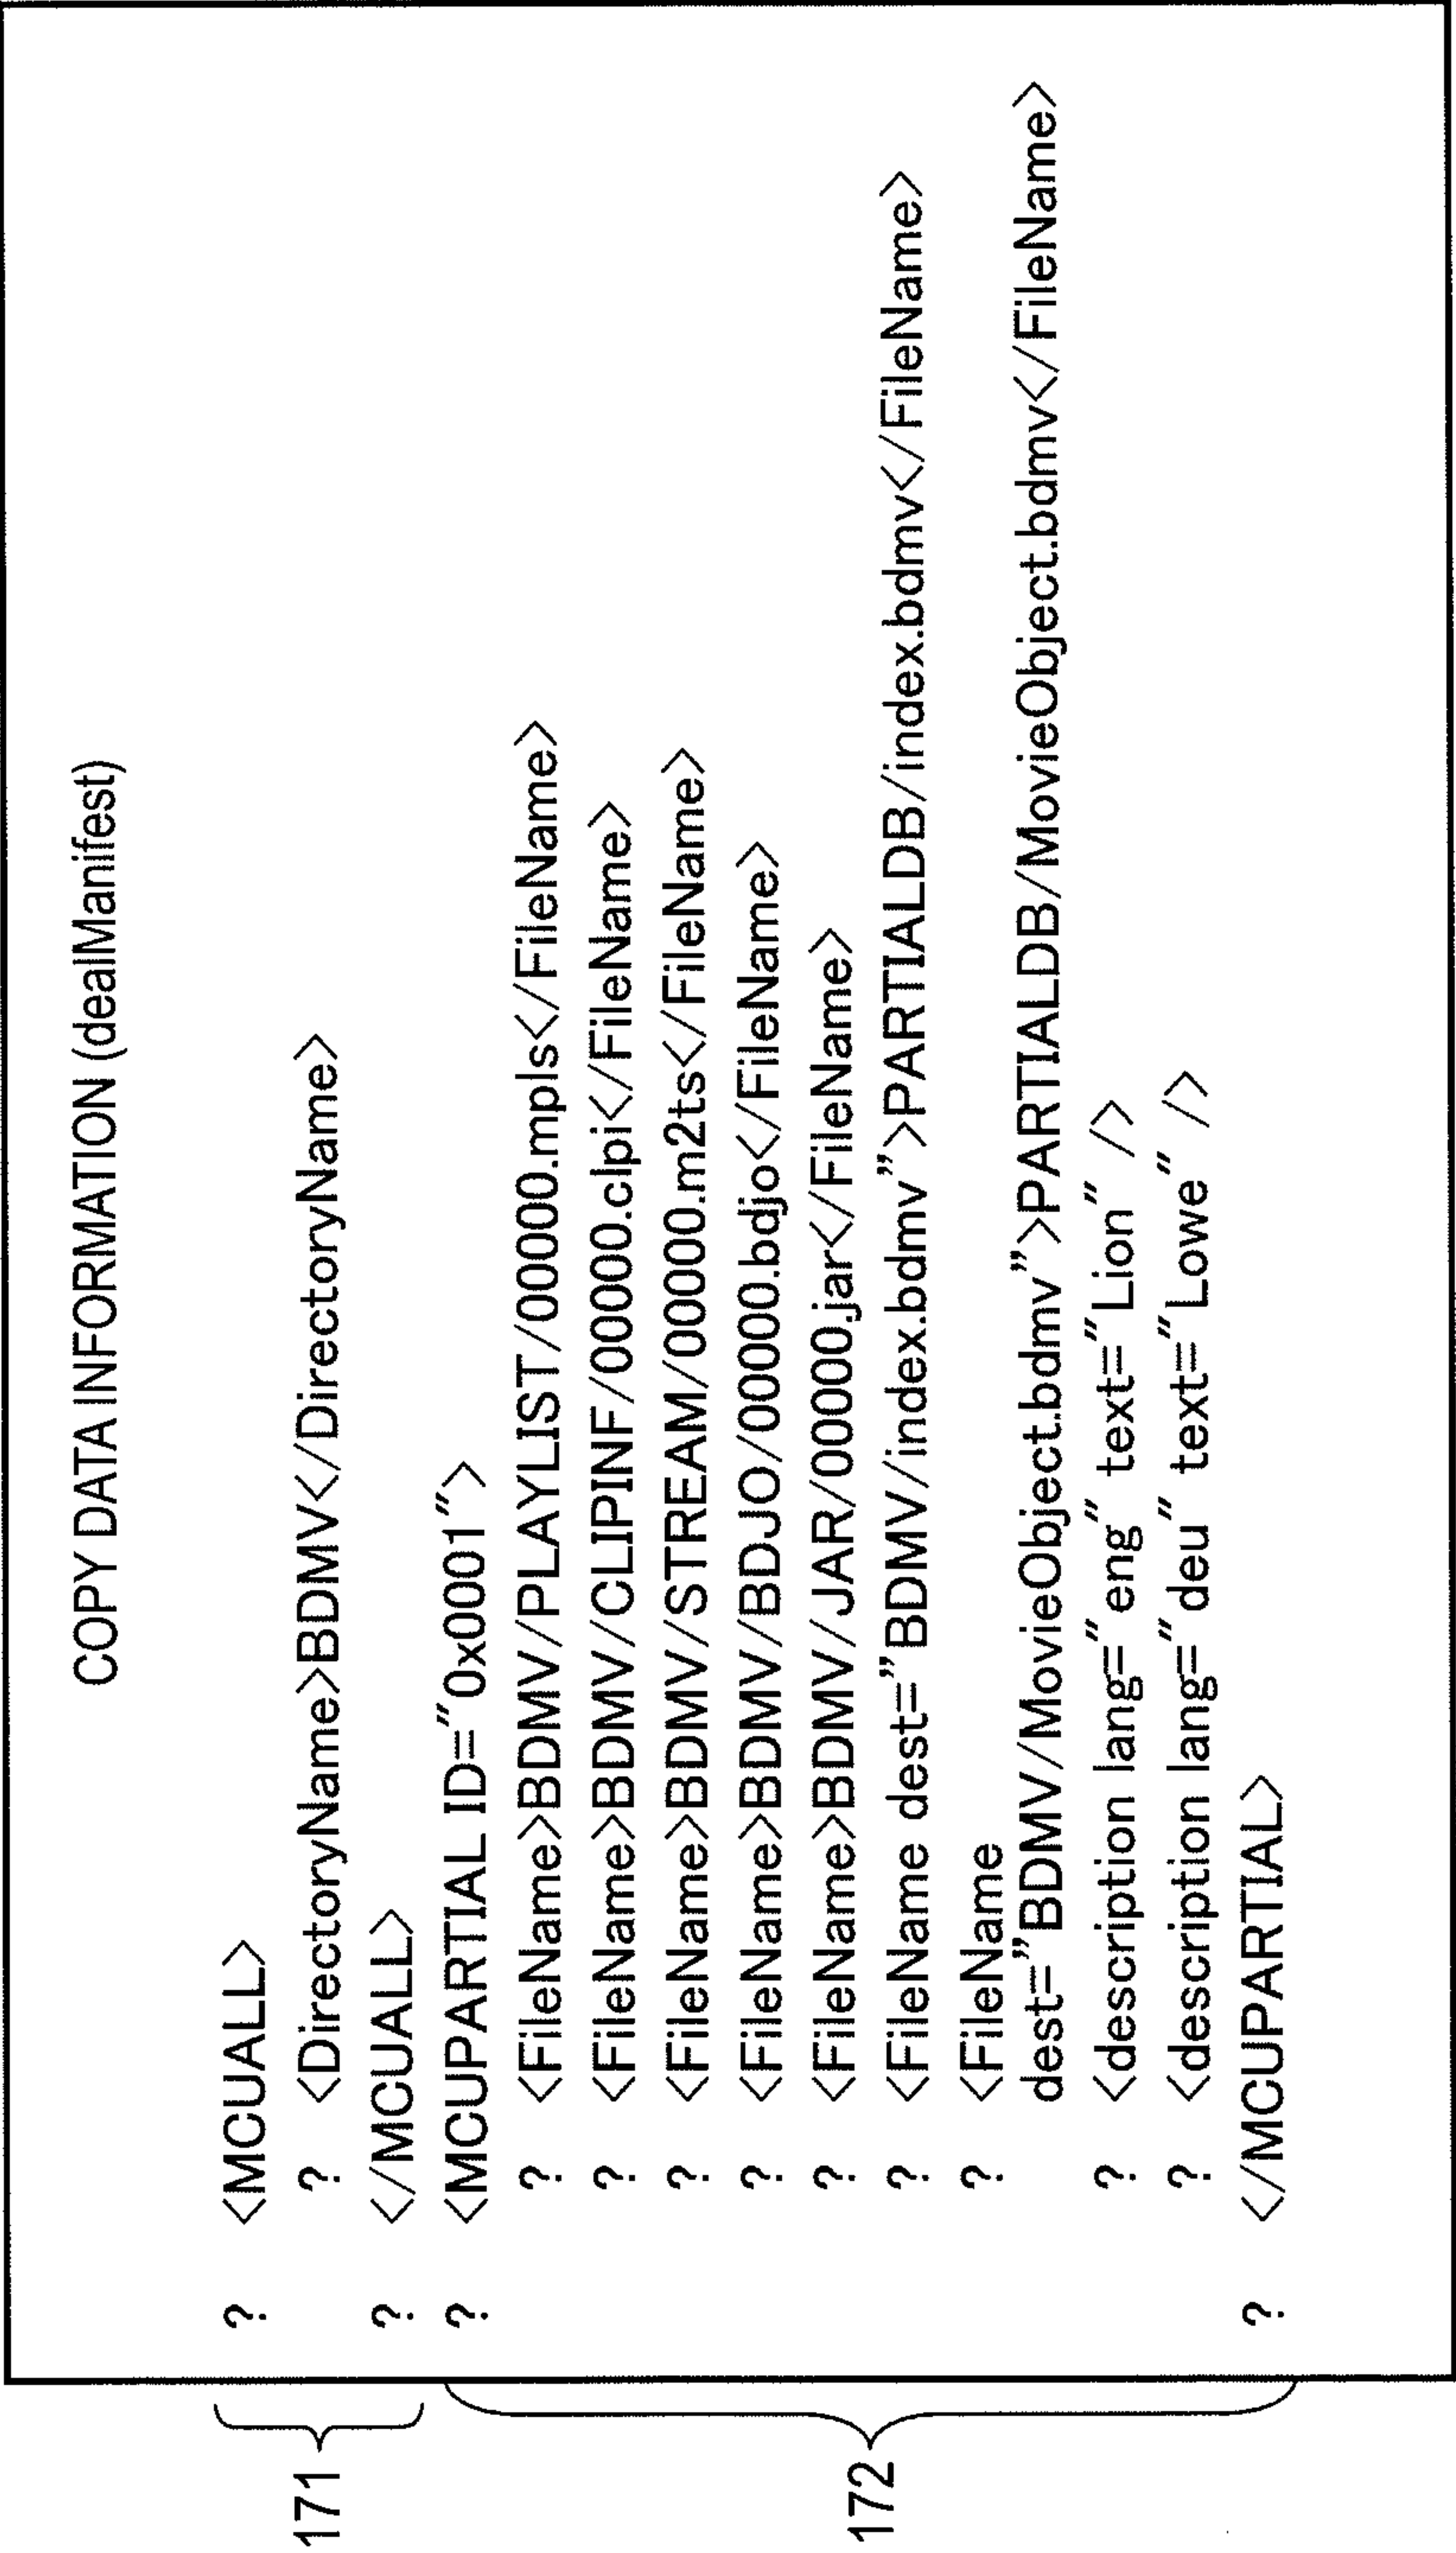 COPY DATA INFORMATION (dealManifest)
171
? <MCUALL>
? <DirectoryName>BDMV</DirectoryName>
? </MCUALL>
172
? <MCUPARTIAL ID="0x0001">
? <FileName>BDMV/PLAYLIST/00000.mpls</FileName>
? <FileName>BDMV/CLIPINF/00000.clpi</FileName>
? <FileName>BDMV/STREAM/00000.m2ts</FileName>
? <FileName>BDMV/BDJO/00000.bdjo</FileName>
? <FileName>BDMV/JAR/00000.jar</FileName>
? <FileName dest="BDMV/index.bdmv">PARTIALDB/index.bdmv</FileName>
? <FileName
dest="BDMV/MovieObject.bdmv">PARTIALDB/MovieObject.bdmv</FileName>
? <description lang="eng" text="Lion" />
? <description lang="deu" text="Lowe" />
? </MCUPARTIAL>